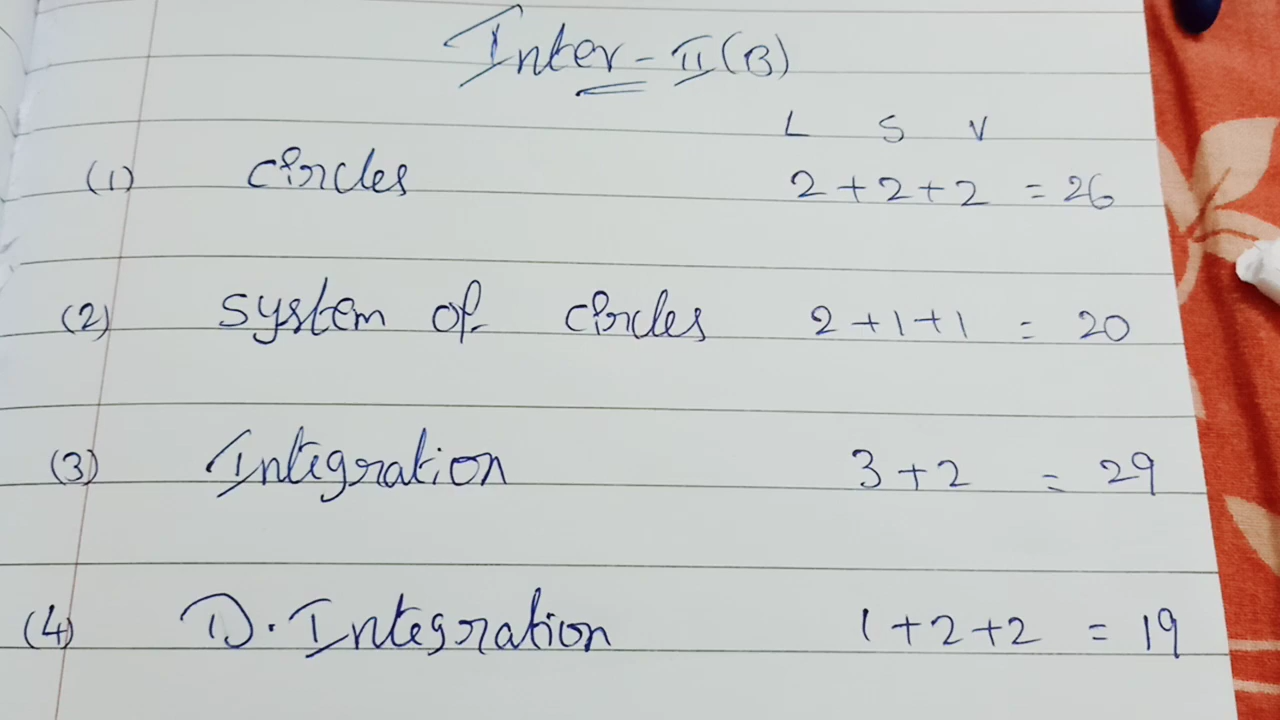 Inter - II (B)
L S V
(1) Circles 2 + 2 + 2 = 26
(2) System of Circles 2 + 1 + 1 = 20
(3) Integration 3 + 2 = 29
(4) D. Integration 1 + 2 + 2 = 19